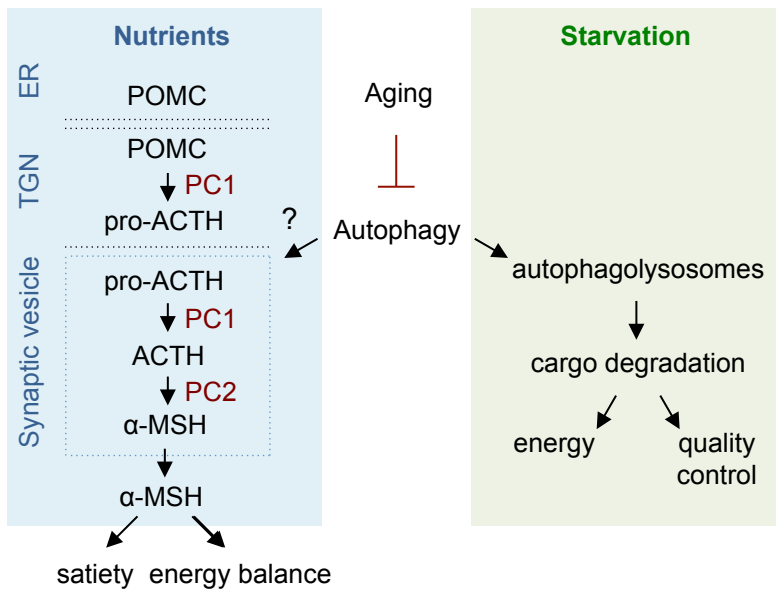 Nutrients
Starvation
ER
POMC
Aging
TGN
POMC
PC1
pro-ACTH
?
Autophagy
Synaptic vesicle
pro-ACTH
PC1
ACTH
PC2
α-MSH
α-MSH
satiety
energy balance
autophagolysosomes
cargo degradation
energy
quality
control